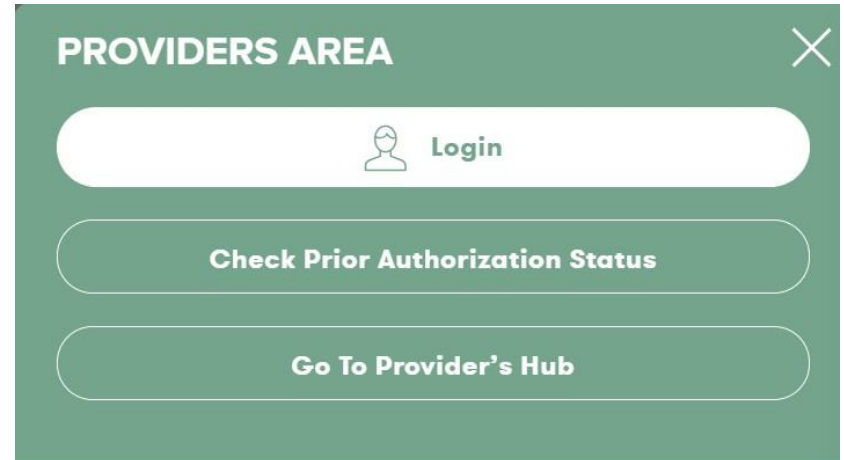 PROVIDERS AREA
Login
Check Prior Authorization Status
Go To Provider’s Hub